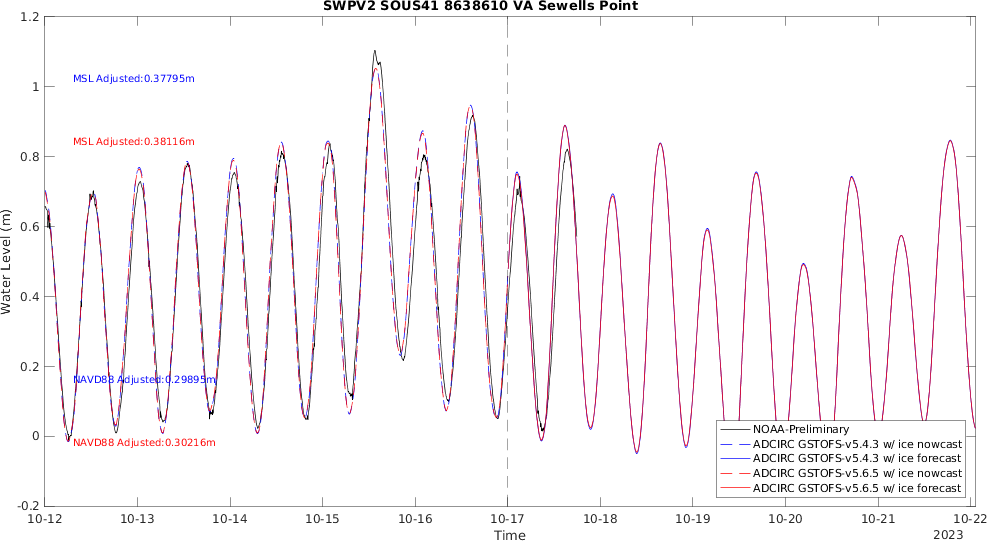 SWPV2 SOUS41 8638610 VA Sewells Point
1.2
1
0.8
0.6
0.4
0.2
0
-0.2
Water Level (m)
MSL Adjusted:0.37795m
MSL Adjusted:0.38116m
NAVD88 Adjusted:0.29895m
NAVD88 Adjusted:0.30216m
NOAA-Preliminary
ADCIRC GSTOFS-v5.4.3 w/ ice nowcast
ADCIRC GSTOFS-v5.4.3 w/ ice forecast
ADCIRC GSTOFS-v5.6.5 w/ ice nowcast
ADCIRC GSTOFS-v5.6.5 w/ ice forecast
10-12 10-13 10-14 10-15 10-16 10-17 10-18 10-19 10-20 10-21 10-22
Time
2023